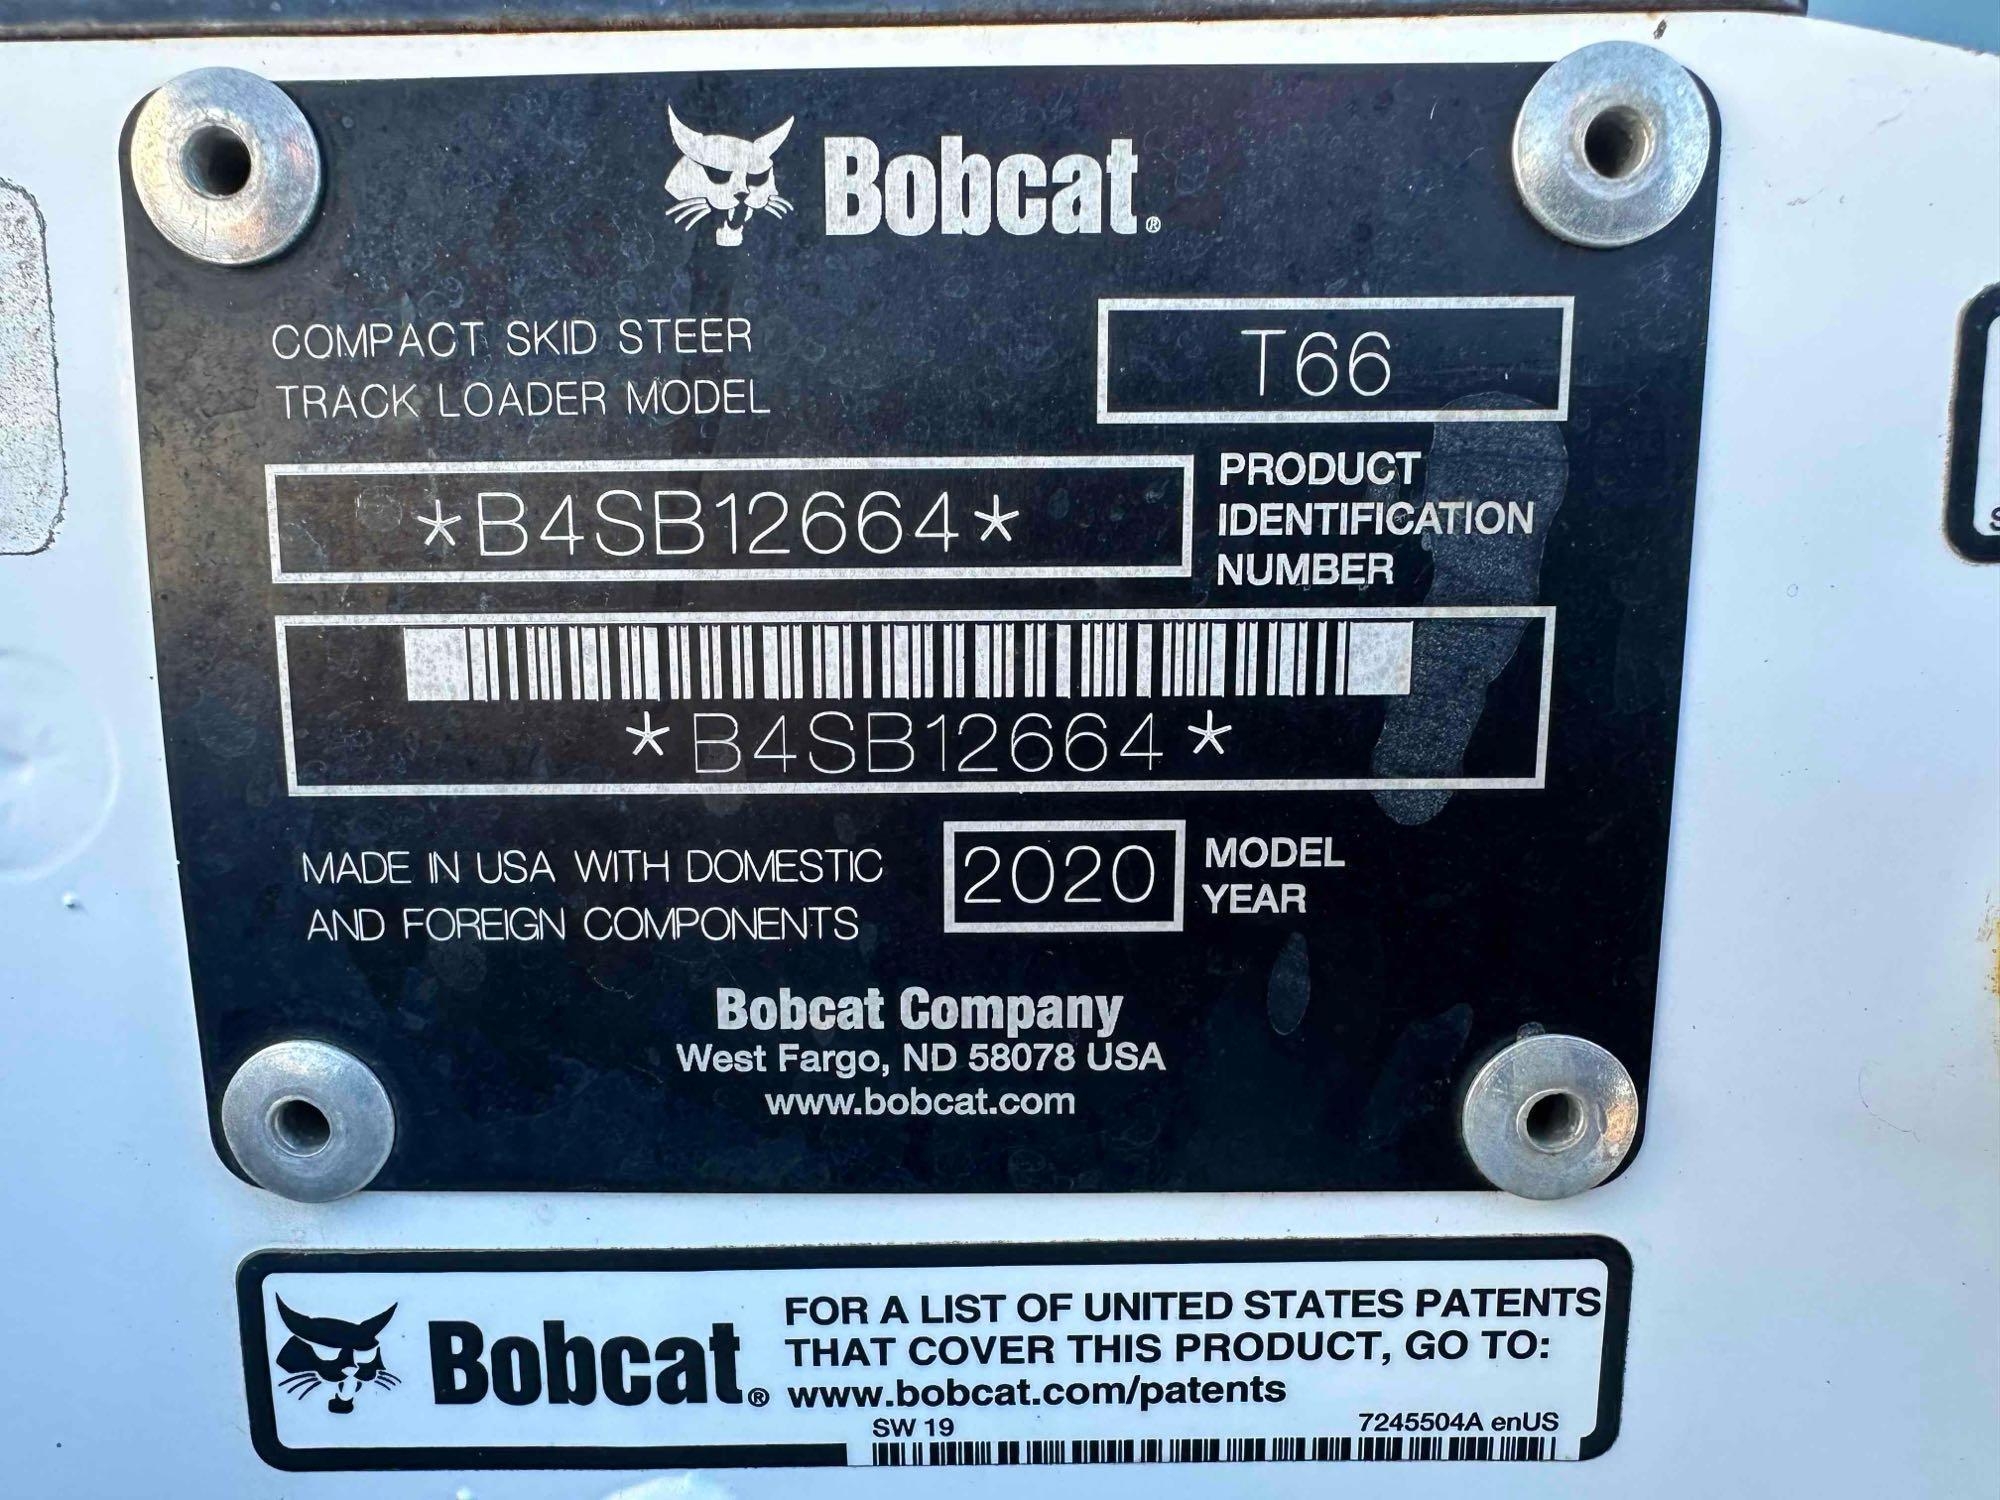 Bobcat®
COMPACT SKID STEER
TRACK LOADER MODEL
T66
*B4SB12664*
PRODUCT
IDENTIFICATION
NUMBER
*B4SB12664*
MADE IN USA WITH DOMESTIC
AND FOREIGN COMPONENTS
2020
MODEL
YEAR
Bobcat Company
West Fargo, ND 58078 USA
www.bobcat.com
Bobcat®
FOR A LIST OF UNITED STATES PATENTS
THAT COVER THIS PRODUCT, GO TO:
www.bobcat.com/patents
SW 19
7245504A enUS